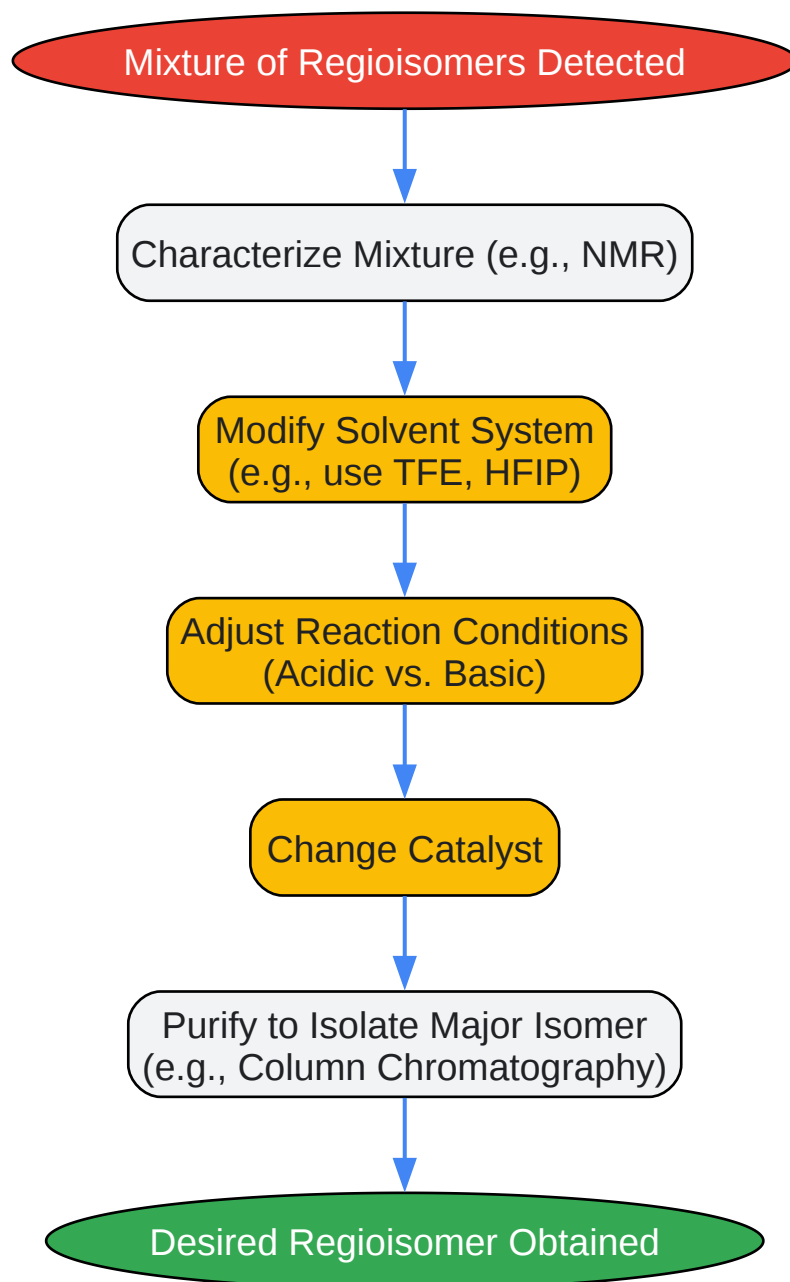 Mixture of Regioisomers Detected
Characterize Mixture (e.g., NMR)
Modify Solvent System
(e.g., use TFE, HFIP)
Adjust Reaction Conditions
(Acidic vs. Basic)
Change Catalyst
Purify to Isolate Major Isomer
(e.g., Column Chromatography)
Desired Regioisomer Obtained